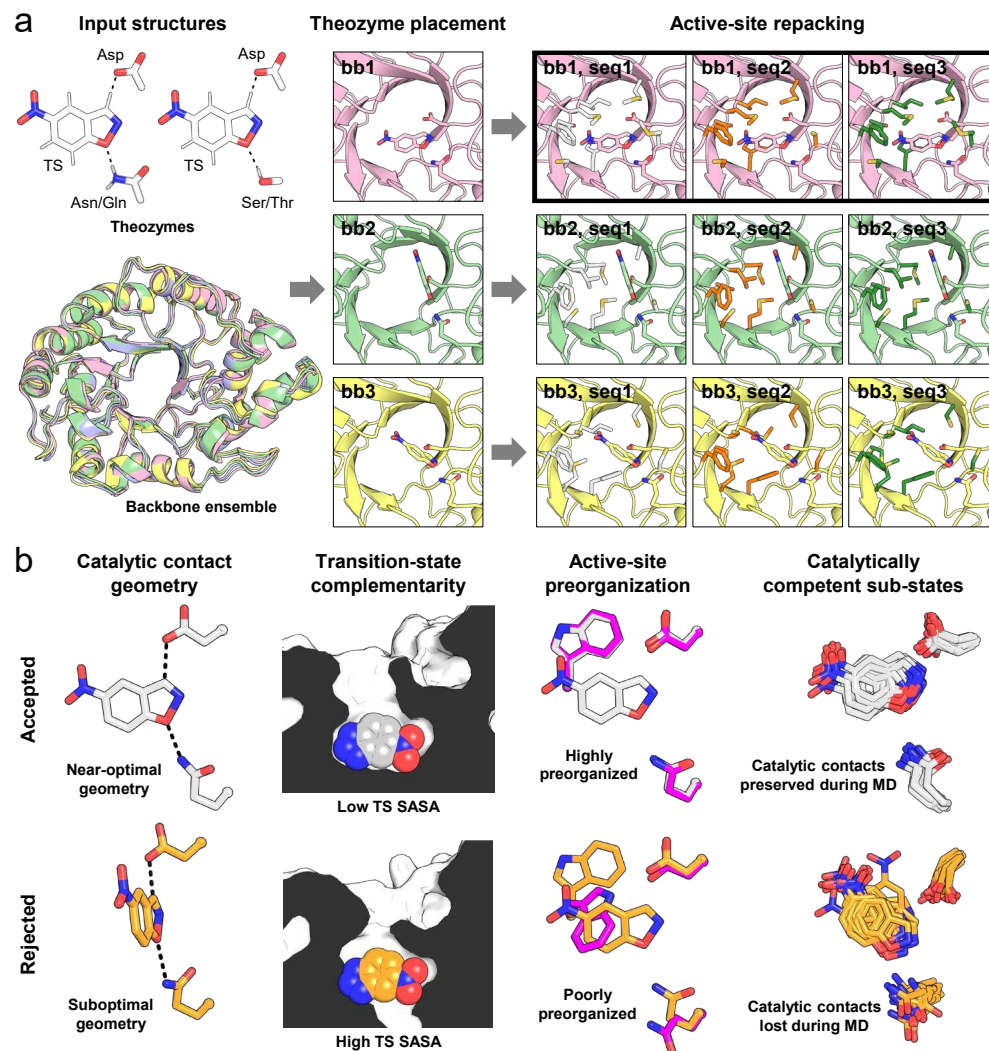 a
Input structures
Theozyme placement
Active-site repacking
Asp
Asp
TS
TS
Asn/Gln
Ser/Thr
Theozymes
Backbone ensemble
bb1
bb1, seq1
bb1, seq2
bb1, seq3
bb2
bb2, seq1
bb2, seq2
bb2, seq3
bb3
bb3, seq1
bb3, seq2
bb3, seq3
b
Catalytic contact
geometry
Transition-state
complementarity
Active-site
preorganization
Catalytically
competent sub-states
Accepted
Near-optimal
geometry
Low TS SASA
Highly
preorganized
Catalytic contacts
preserved during MD
Rejected
Suboptimal
geometry
High TS SASA
Poorly
preorganized
Catalytic contacts
lost during MD